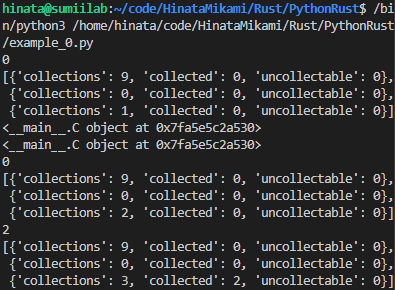 hinata@sumiilab:~/code/HinataMikami/Rust/PythonRust$ /bi
n/python3 /home/hinata/code/HinataMikami/Rust/PythonRust
/example_0.py
0
[{'collections': 9, 'collected': 0, 'uncollectable': 0},
 {'collections': 0, 'collected': 0, 'uncollectable': 0},
 {'collections': 1, 'collected': 0, 'uncollectable': 0}]
<__main__.C object at 0x7fa5e5c2a530>
<__main__.C object at 0x7fa5e5c2a530>
0
[{'collections': 9, 'collected': 0, 'uncollectable': 0},
 {'collections': 0, 'collected': 0, 'uncollectable': 0},
 {'collections': 2, 'collected': 0, 'uncollectable': 0}]
2
[{'collections': 9, 'collected': 0, 'uncollectable': 0},
 {'collections': 0, 'collected': 0, 'uncollectable': 0},
 {'collections': 3, 'collected': 2, 'uncollectable': 0}]